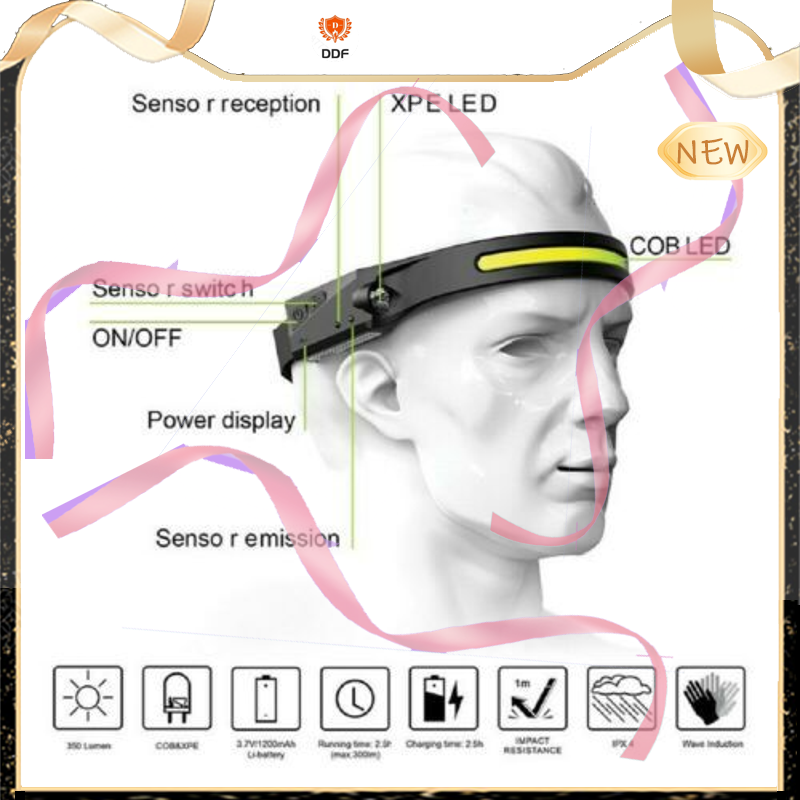 DDF
NEW
Senso r reception
XPE LED
COB LED
Senso r switc h
ON/OFF
Power display
Senso r emission
1m
350 Lumen
COB&XPE
3.7V/1200mAh
Li-battery
Running time: 2.5h
(max.300lm)
Charging time: 2.5h
IMPACT
RESISTANCE
IPX 4
Wave Induction